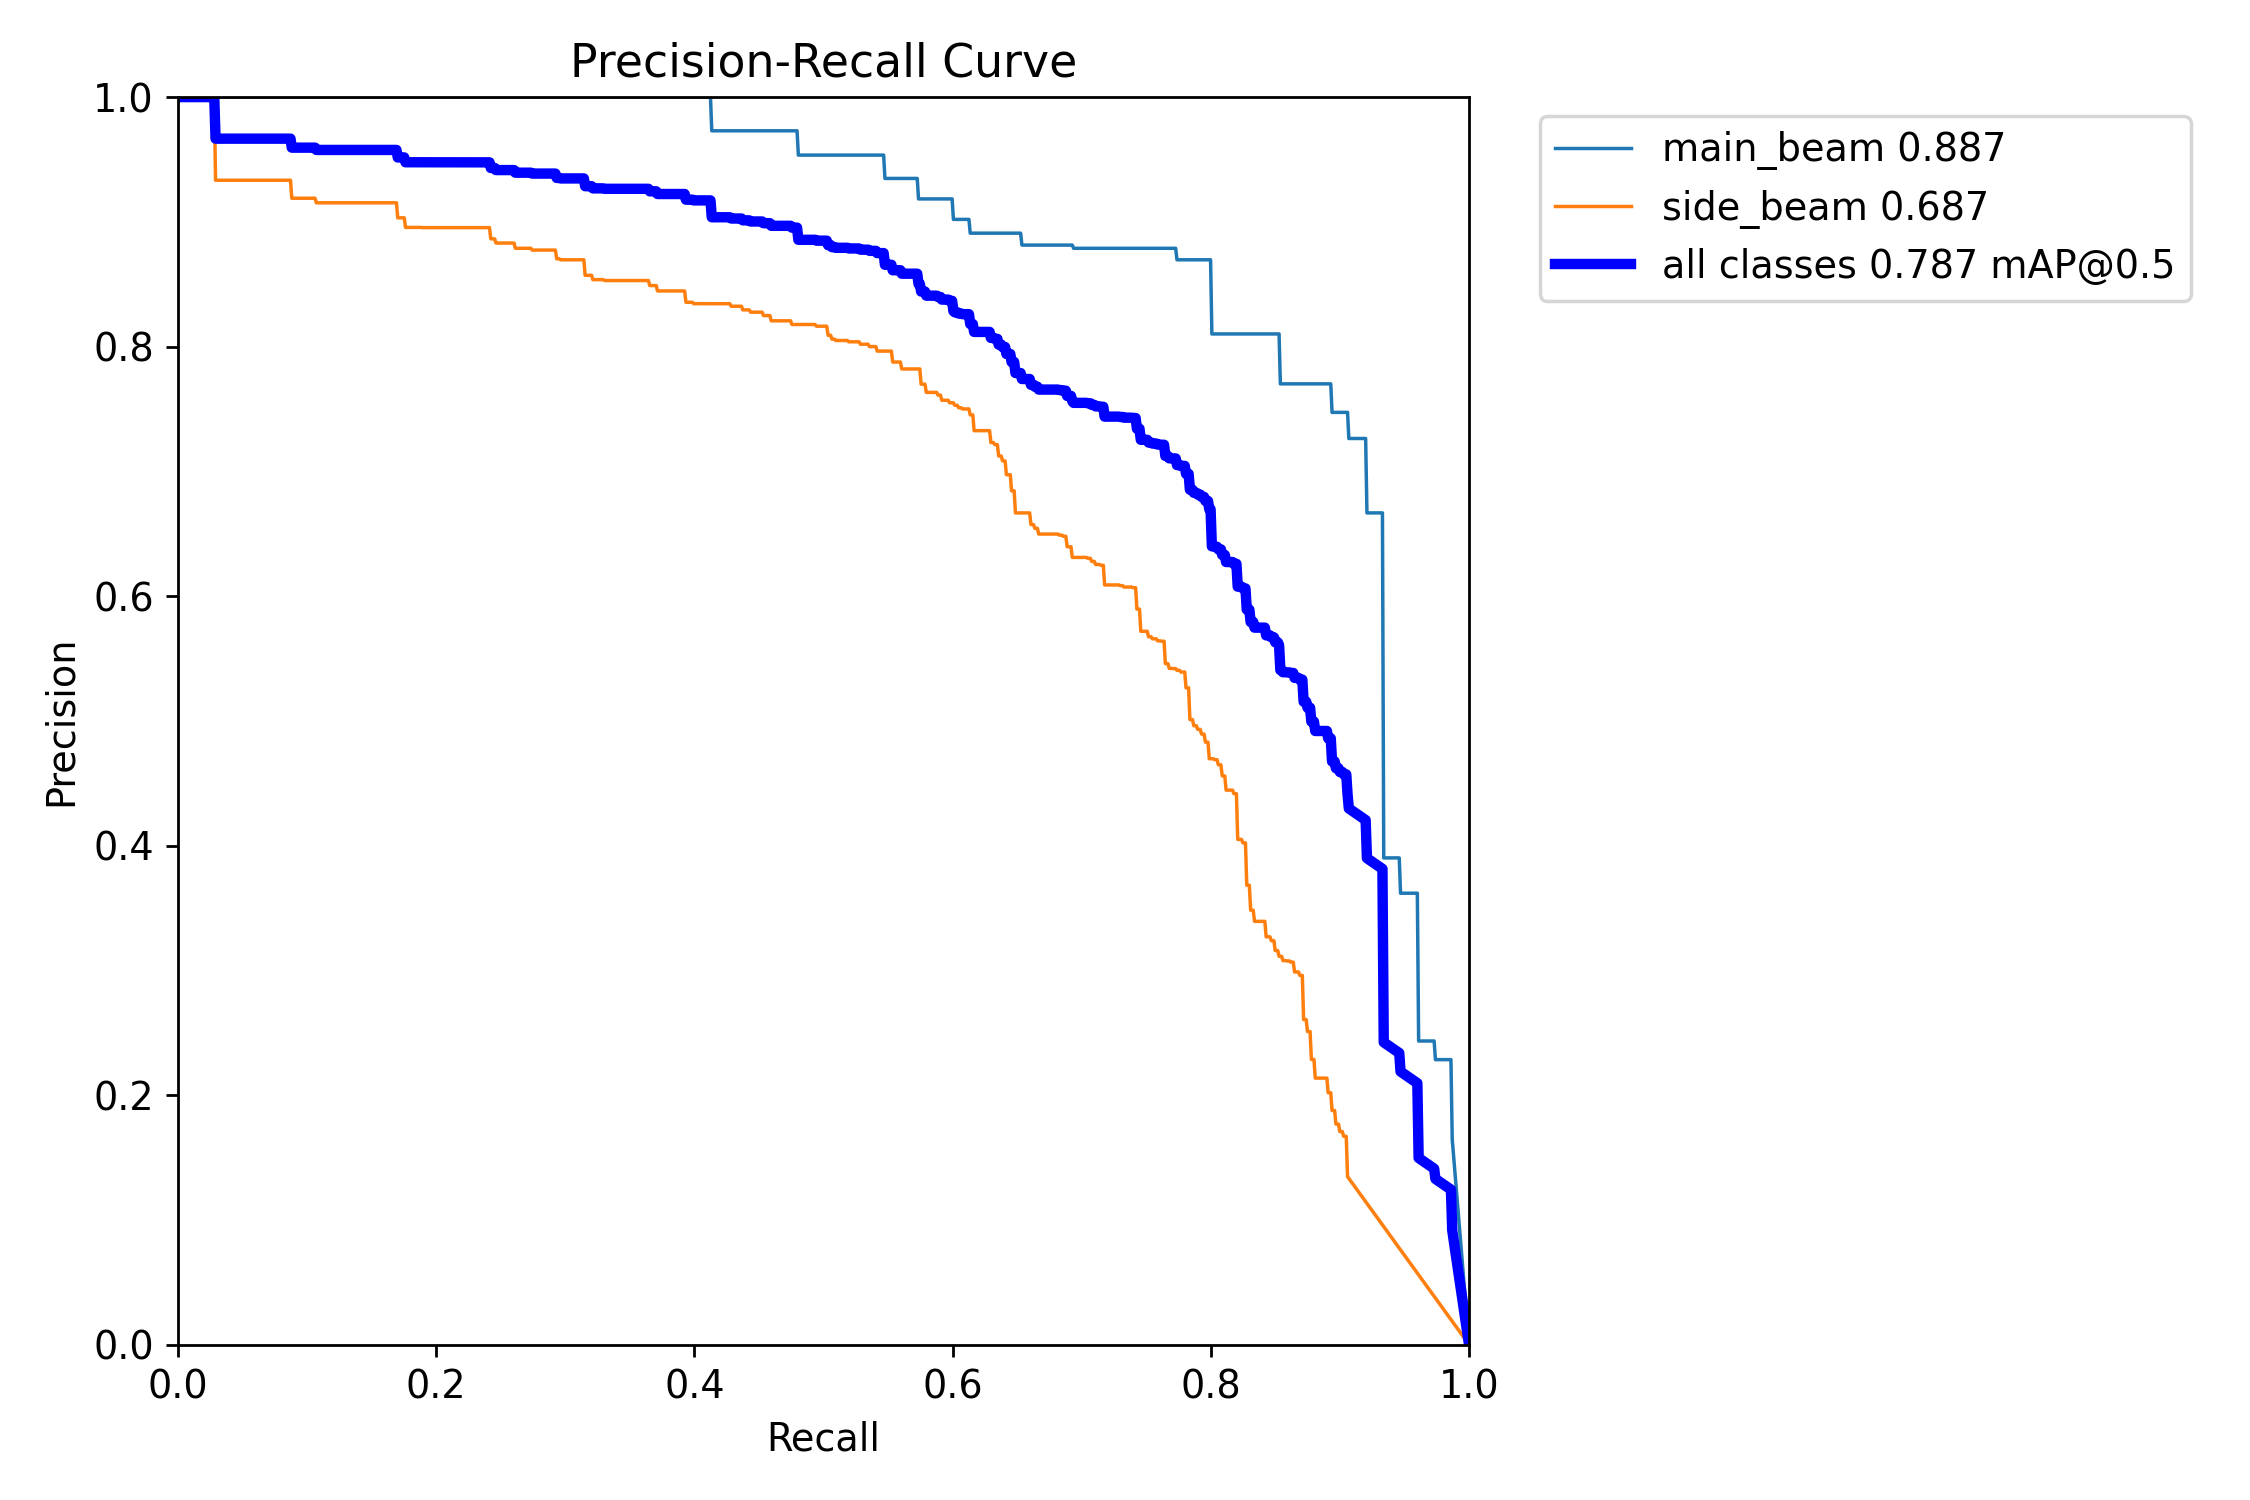 Precision-Recall Curve
main_beam 0.887
side_beam 0.687
all classes 0.787 mAP@0.5
Precision
1.0
0.8
0.6
0.4
0.2
0.0
0.0 0.2 0.4 0.6 0.8 1.0
Recall